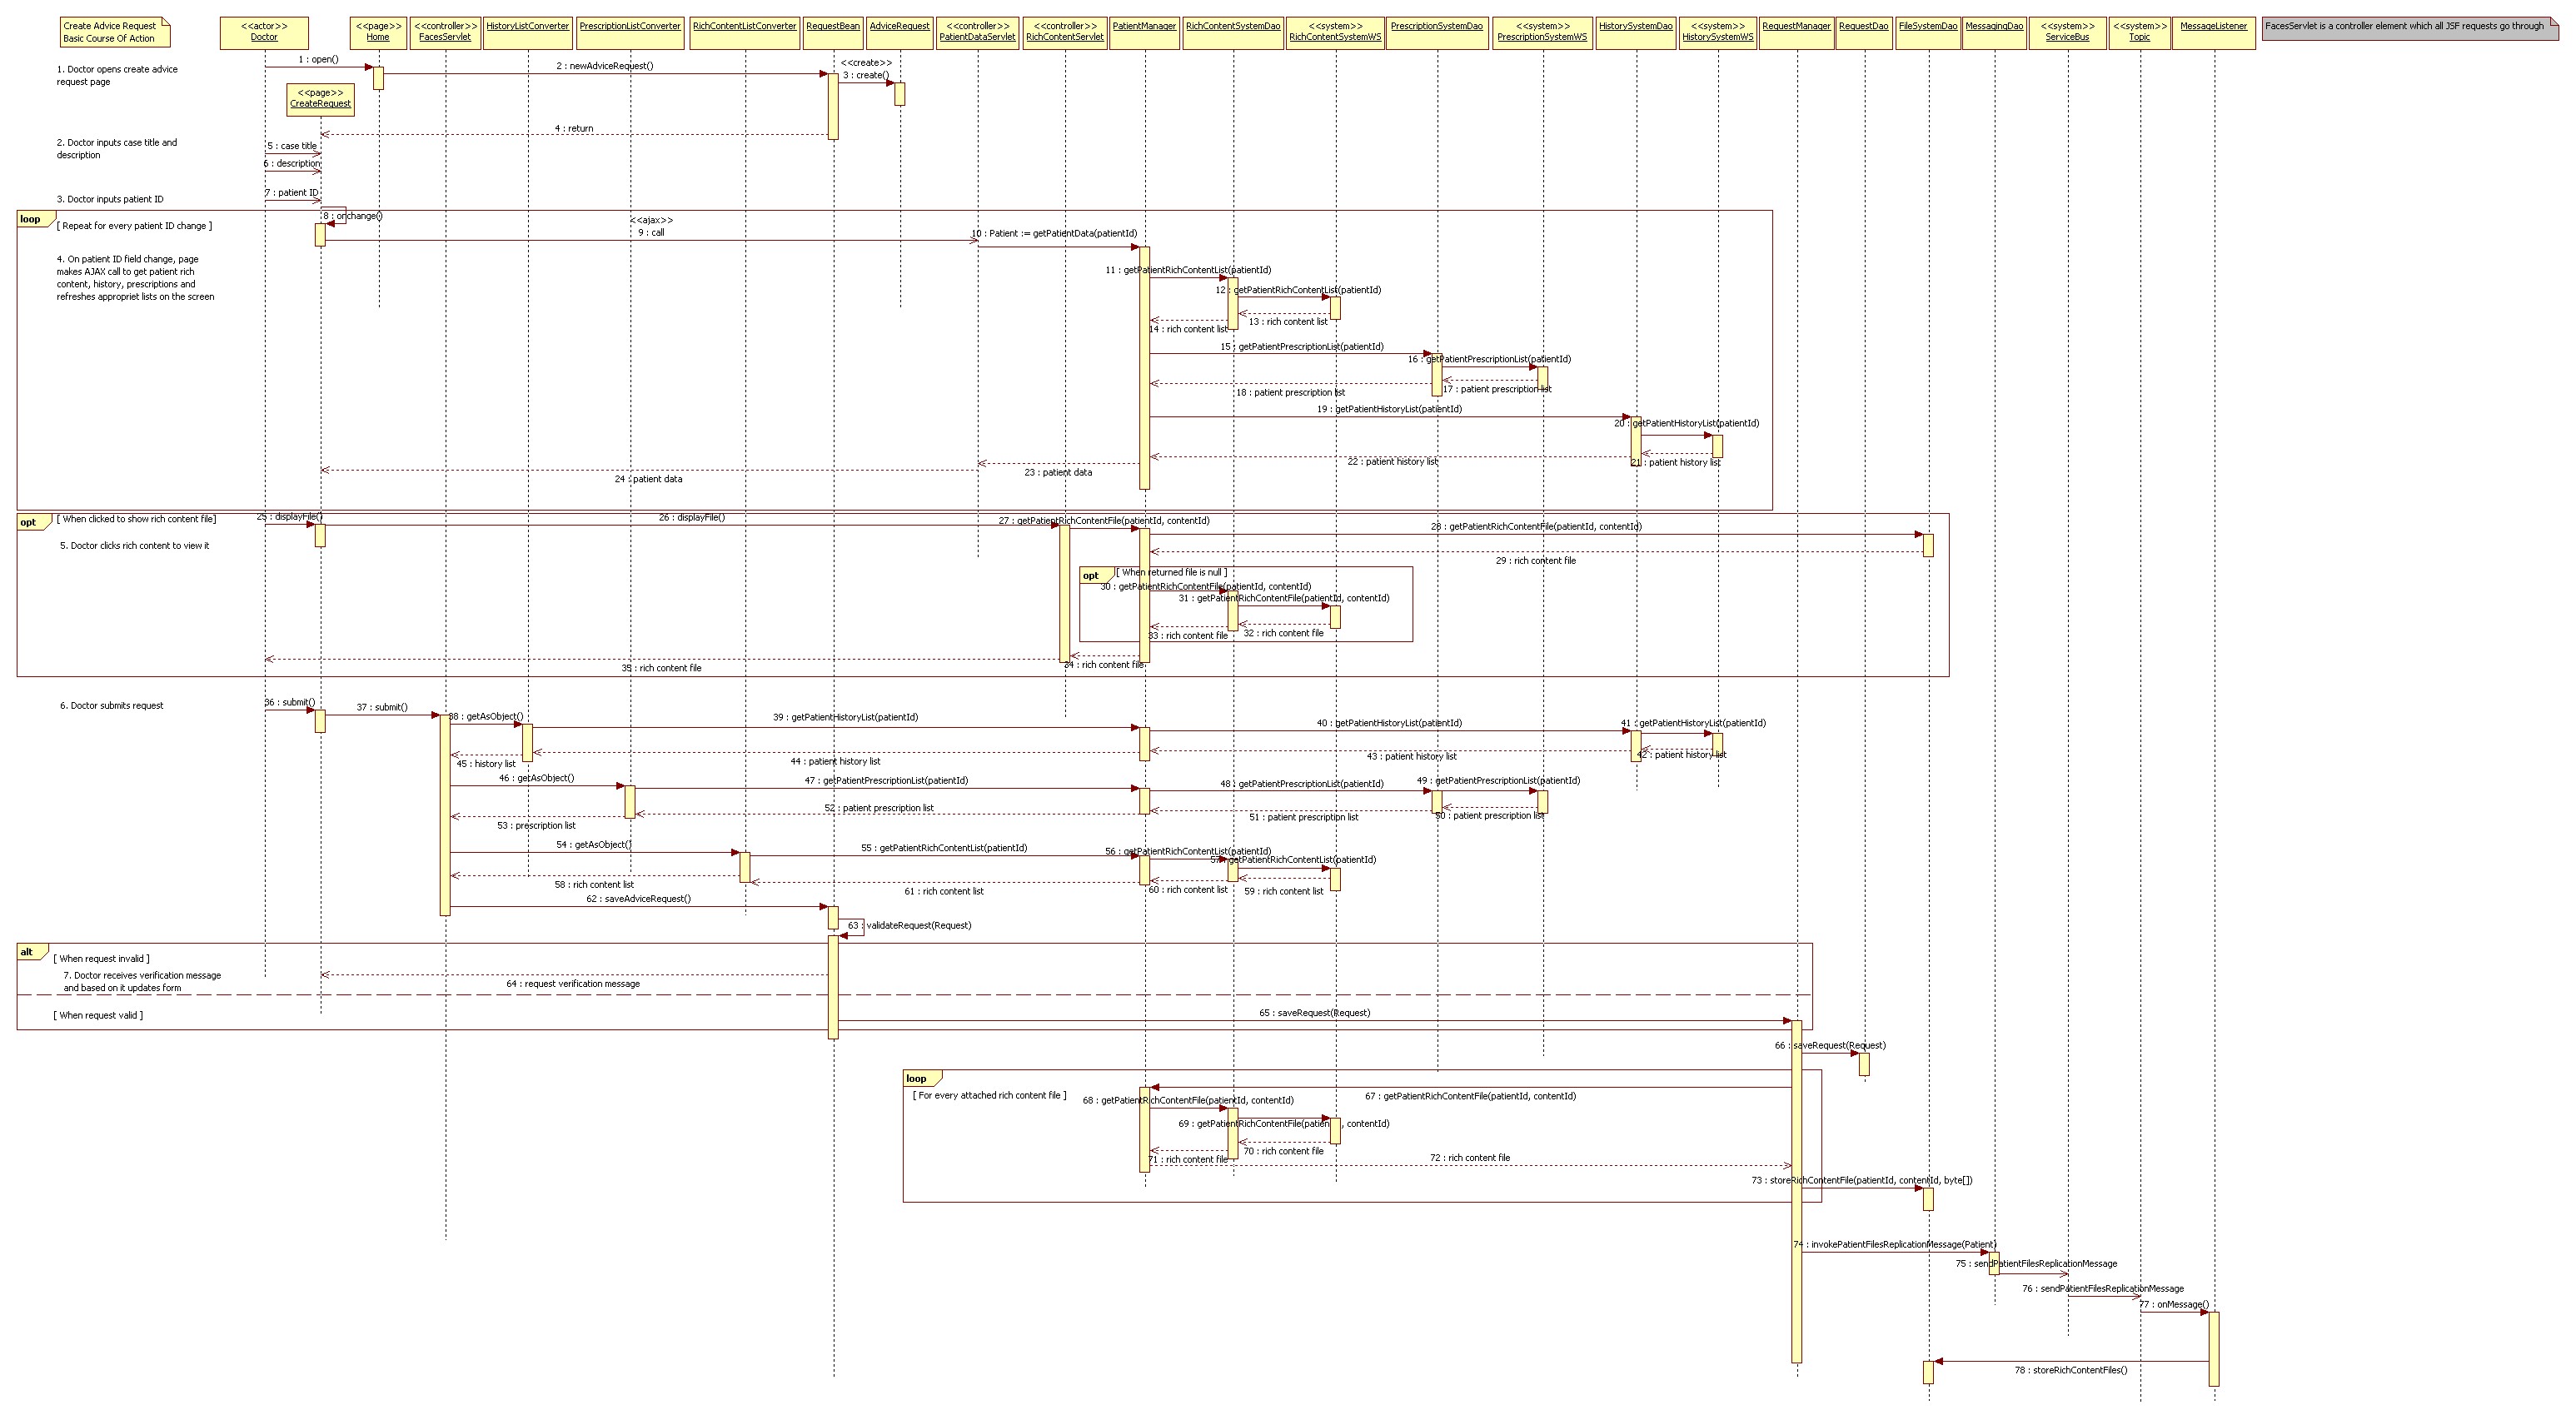 Create Advice Request
Basic Course Of Action
<<actor>>
Doctor
<<page>>
Home
<<controller>>
FacesServlet
HistoryListConverter
PrescriptionListConverter
RichContentListConverter
RequestBean
AdviceRequest
<<controller>>
PatientDataServlet
<<controller>>
RichContentServlet
PatientManager
RichContentSystemDao
<<system>>
RichContentSystemWS
PrescriptionSystemDao
<<system>>
PrescriptionSystemWS
HistorySystemDao
<<system>>
HistorySystemWS
RequestManager
RequestDao
FileSystemDao
MessagingDao
<<system>>
ServiceBus
<<system>>
Topic
MessageListener
FacesServlet is a controller element which all JSF requests go through
1. Doctor opens create advice
request page
1 : open()
2 : newAdviceRequest()
<<create>>
3 : create()
<<page>>
CreateRequest
4 : return
2. Doctor inputs case title and
description
5 : case title
6 : description
3. Doctor inputs patient ID
7 : patient ID
loop
[ Repeat for every patient ID change ]
8 : onchange()
<<ajax>>
9 : call
10 : Patient := getPatientData(patientId)
4. On patient ID field change, page
makes AJAX call to get patient rich
content, history, prescriptions and
refreshes appropriet lists on the screen
11 : getPatientRichContentList(patientId)
12 : getPatientRichContentList(patientId)
13 : rich content list
14 : rich content list
15 : getPatientPrescriptionList(patientId)
16 : getPatientPrescriptionList(patientId)
17 : patient prescription list
18 : patient prescription list
19 : getPatientHistoryList(patientId)
20 : getPatientHistoryList(patientId)
21 : patient history list
22 : patient history list
23 : patient data
24 : patient data
opt
[ When clicked to show rich content file]
25 : displayFile()
26 : displayFile()
27 : getPatientRichContentFile(patientId, contentId)
28 : getPatientRichContentFile(patientId, contentId)
5. Doctor clicks rich content to view it
29 : rich content file
opt
[ When returned file is null ]
30 : getPatientRichContentFile(patientId, contentId)
31 : getPatientRichContentFile(patientId, contentId)
32 : rich content file
33 : rich content file
34 : rich content file
35 : rich content file
6. Doctor submits request
36 : submit()
37 : submit()
38 : getAsObject()
39 : getPatientHistoryList(patientId)
40 : getPatientHistoryList(patientId)
41 : getPatientHistoryList(patientId)
42 : patient history list
43 : patient history list
44 : patient history list
45 : history list
46 : getAsObject()
47 : getPatientPrescriptionList(patientId)
48 : getPatientPrescriptionList(patientId)
49 : getPatientPrescriptionList(patientId)
50 : patient prescription list
51 : patient prescription list
52 : patient prescription list
53 : prescription list
54 : getAsObject()
55 : getPatientRichContentList(patientId)
56 : getPatientRichContentList(patientId)
57 : getPatientRichContentList(patientId)
58 : rich content list
59 : rich content list
60 : rich content list
61 : rich content list
62 : saveAdviceRequest()
63 : validateRequest(Request)
alt
[ When request invalid ]
7. Doctor receives verification message
and based on it updates form
64 : request verification message
[ When request valid ]
65 : saveRequest(Request)
66 : saveRequest(Request)
loop
[ For every attached rich content file ]
67 : getPatientRichContentFile(patientId, contentId)
68 : getPatientRichContentFile(patientId, contentId)
69 : getPatientRichContentFile(patientId, contentId)
70 : rich content file
71 : rich content file
72 : rich content file
73 : storeRichContentFile(patientId, contentId, byte[])
74 : invokePatientFilesReplicationMessage(Patient)
75 : sendPatientFilesReplicationMessage
76 : sendPatientFilesReplicationMessage
77 : onMessage()
78 : storeRichContentFiles()